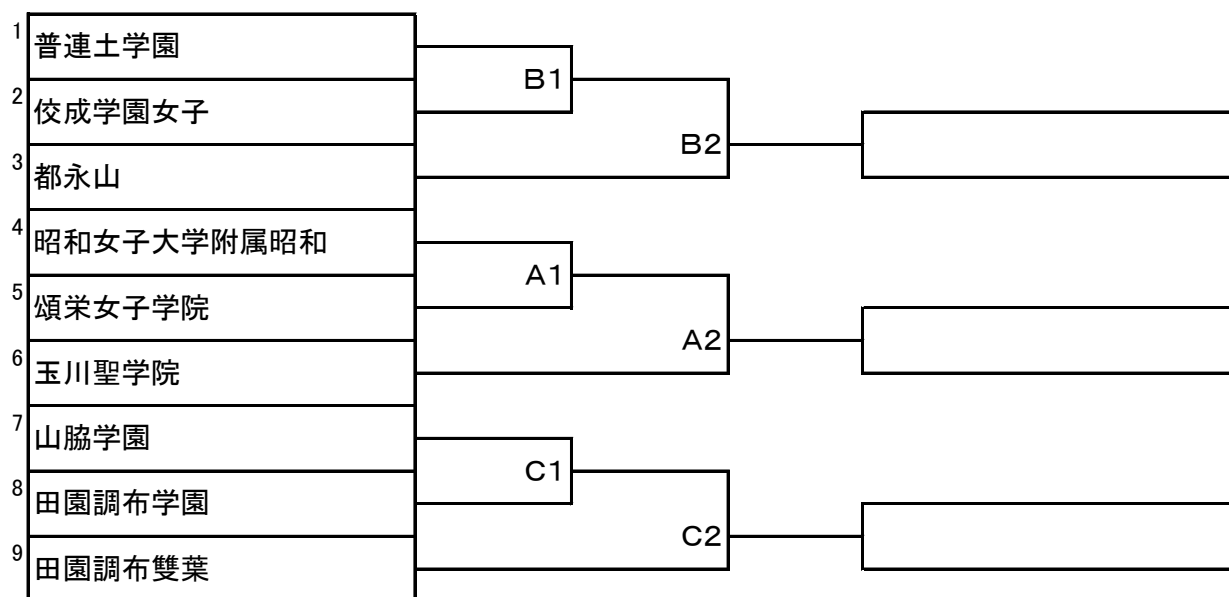 1 普連土学園
B1
2 佼成学園女子
B2
3 都永山
4 昭和女子大学附属昭和
A1
5 頌栄女子学院
A2
6 玉川聖学院
7 山脇学園
C1
8 田園調布学園
C2
9 田園調布雙葉